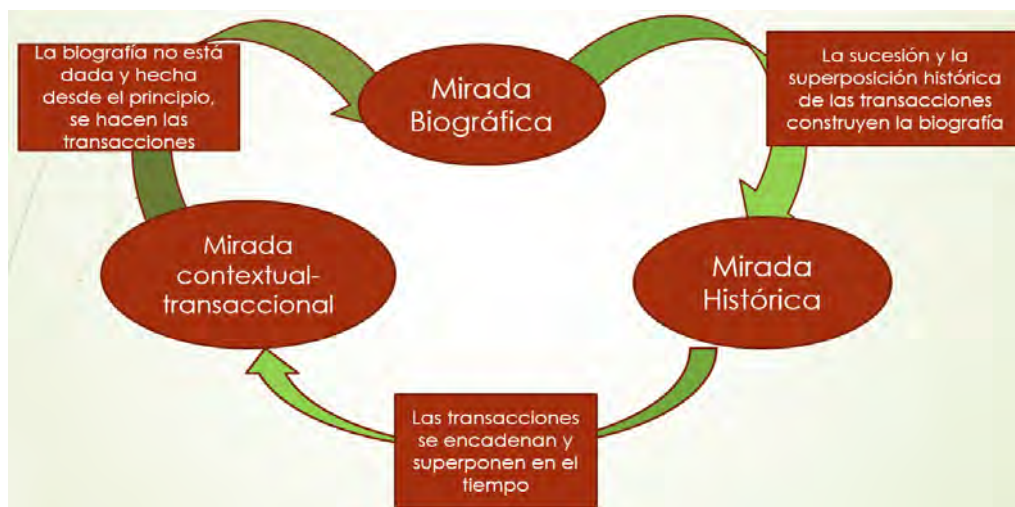 La biografía no está
dada y hecha
desde el principio,
se hacen las
transacciones
Mirada
Biográfica
La sucesión y la
superposición histórica
de las transacciones
construyen la biografía
Mirada
contextual-
transaccional
Mirada
Histórica
Las transacciones
se encadenan y
superponen en el
tiempo